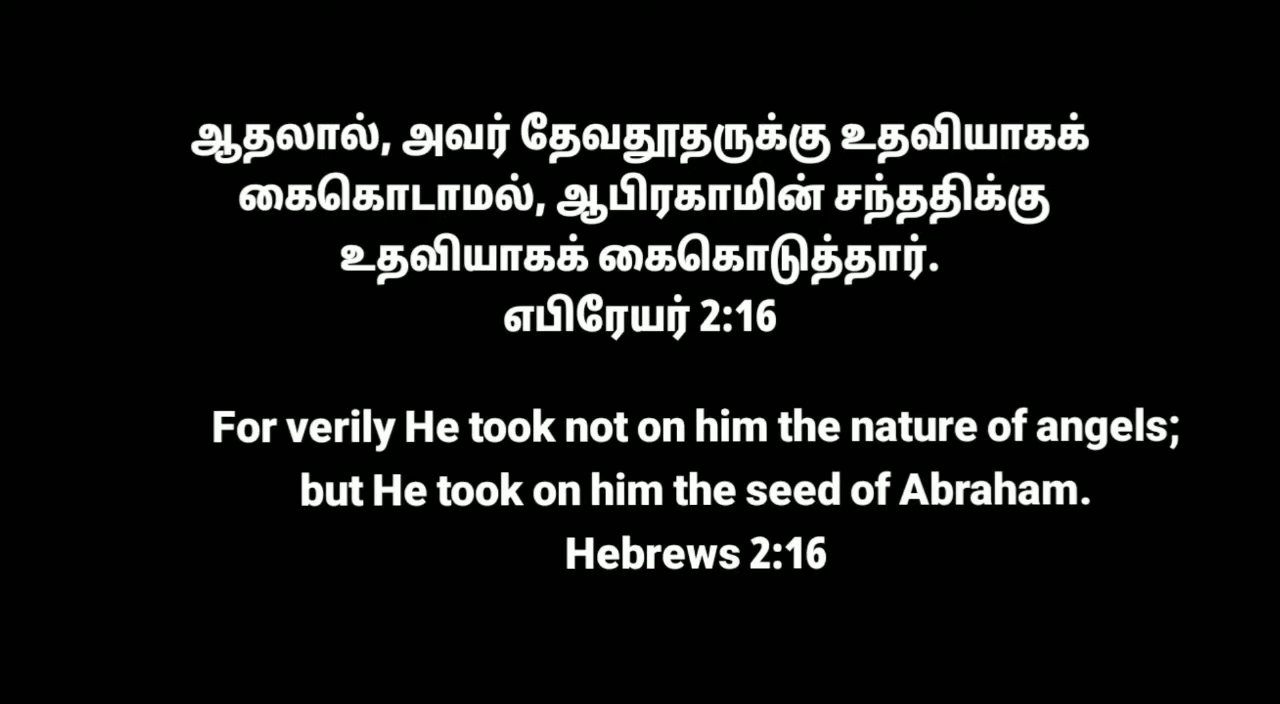 ஆதலால், அவர் தேவதூதருக்கு உதவியாகக்
கைகொடாமல், ஆபிரகாமின் சந்ததிக்கு
உதவியாகக் கைகொடுத்தார்.
எபிரேயர் 2:16
For verily He took not on him the nature of angels;
but He took on him the seed of Abraham.
Hebrews 2:16